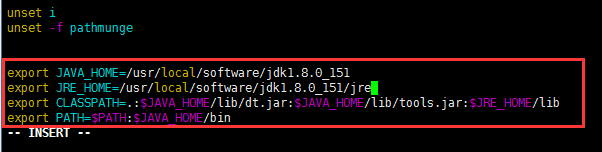 unset i
unset -f pathmunge
export JAVA_HOME=/usr/local/software/jdk1.8.0_151
export JRE_HOME=/usr/local/software/jdk1.8.0_151/jre
export CLASSPATH=.:$JAVA_HOME/lib/dt.jar:$JAVA_HOME/lib/tools.jar:$JRE_HOME/lib
export PATH=$PATH:$JAVA_HOME/bin
-- INSERT --